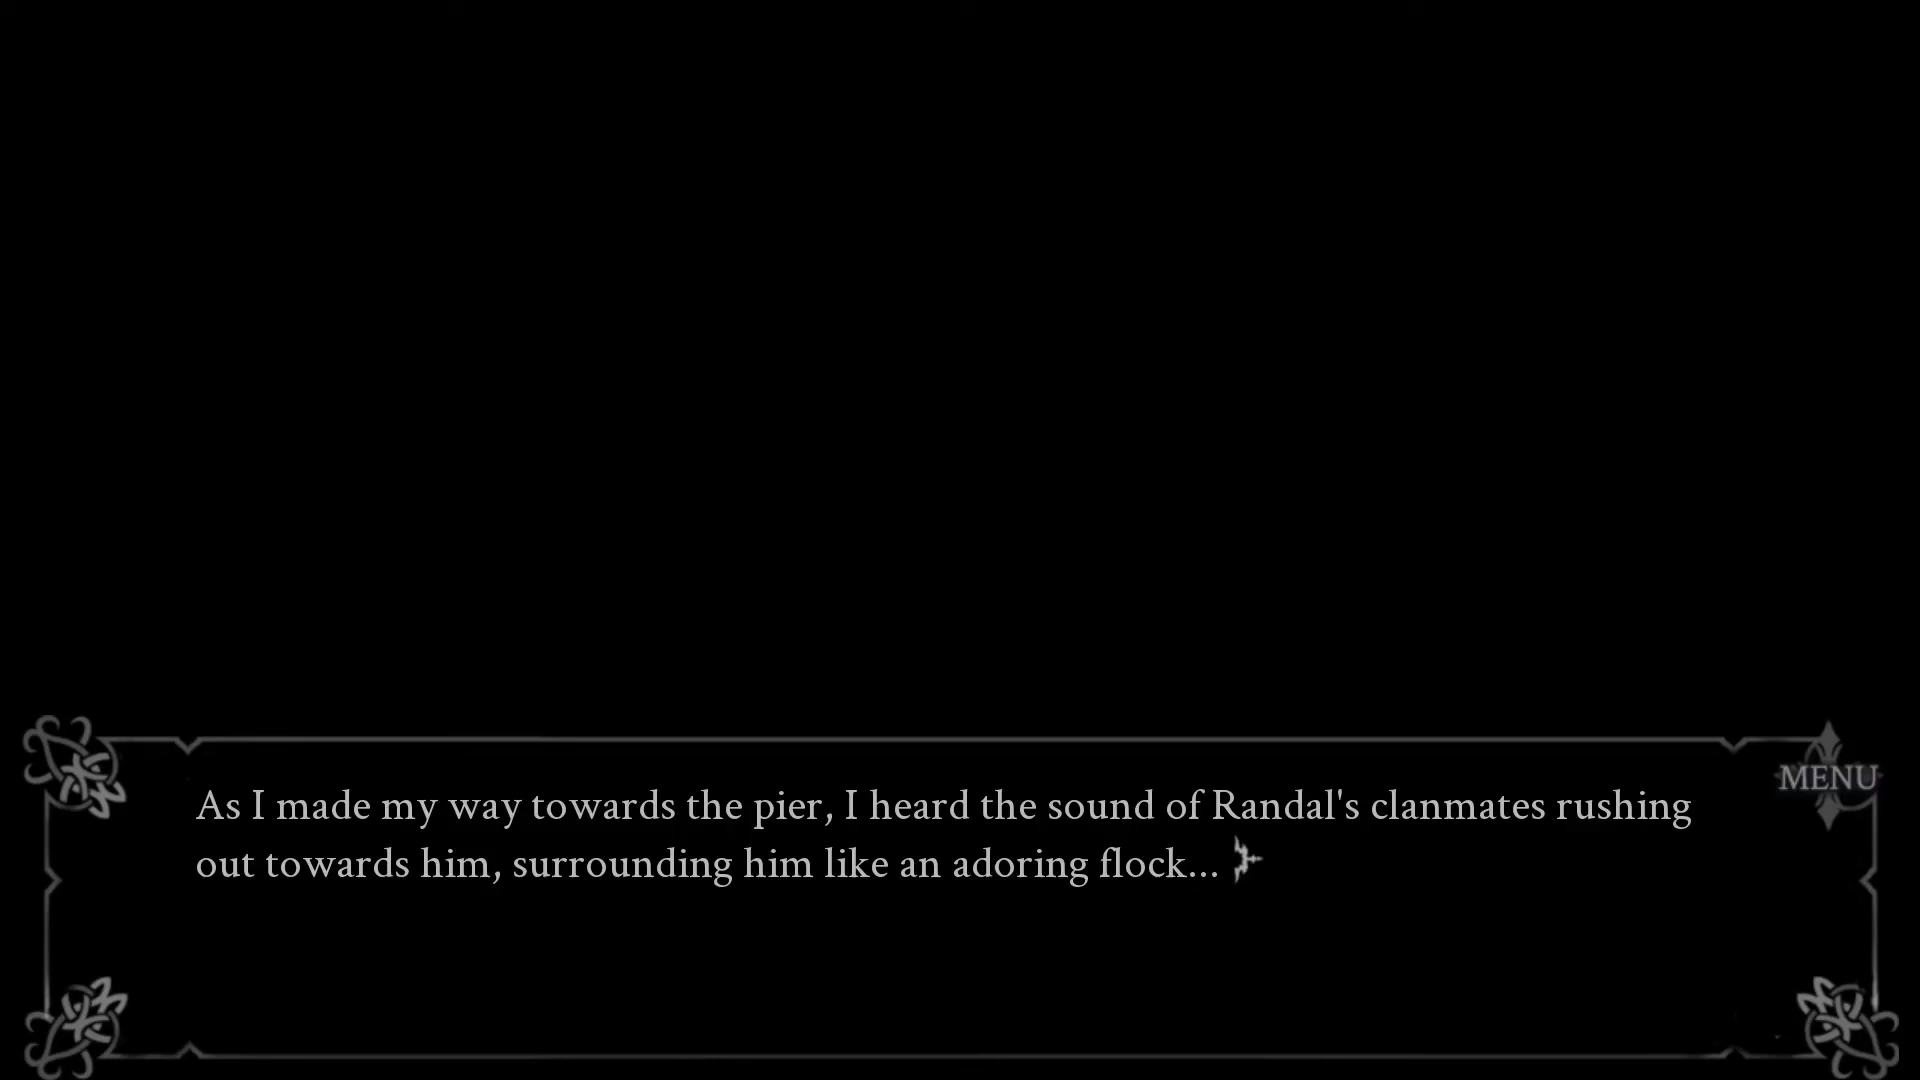 MENU
As I made my way towards the pier, I heard the sound of Randal's clanmates rushing
out towards him, surrounding him like an adoring flock...